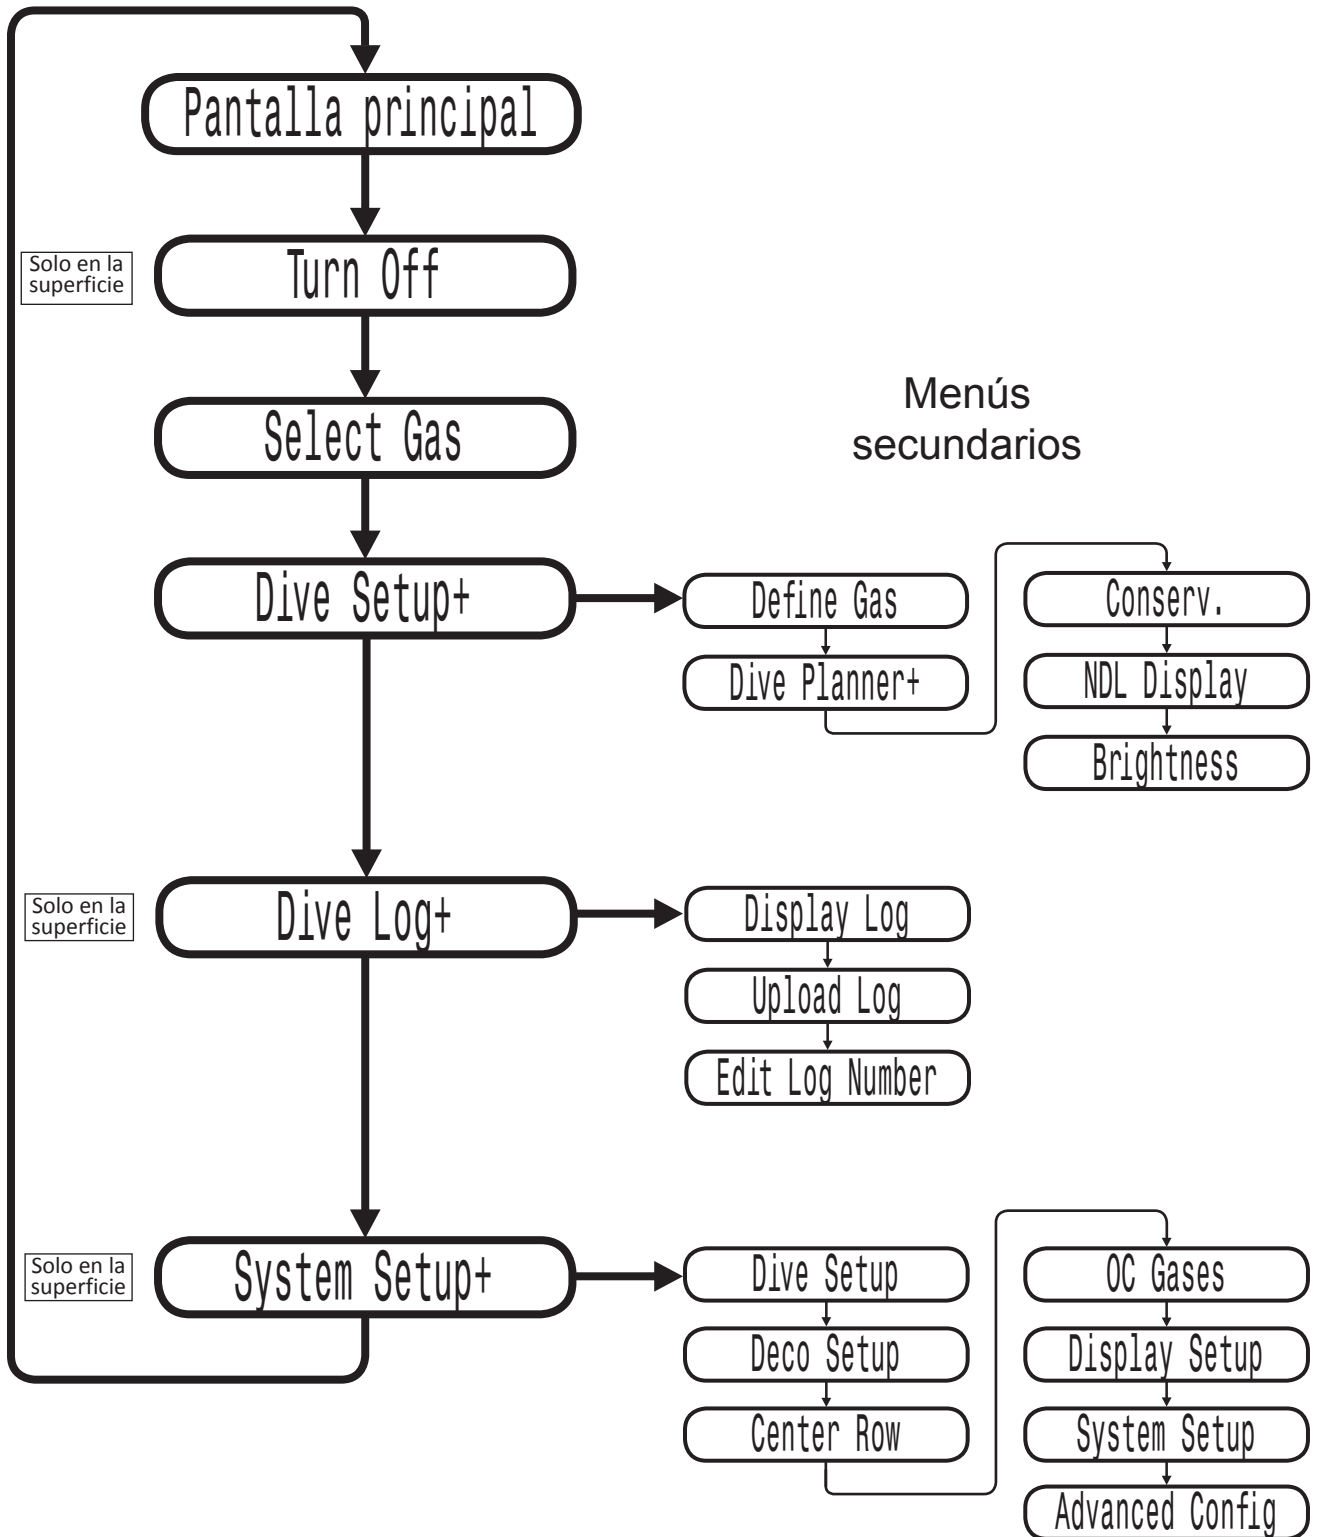 Pantalla principal
Solo en la
superficie
Turn Off
Select Gas
Menús
secundarios
Dive Setup+
Define Gas
Dive Planner+
Conserv.
NDL Display
Brightness
Solo en la
superficie
Dive Log+
Display Log
Upload Log
Edit Log Number
Solo en la
superficie
System Setup+
Dive Setup
Deco Setup
Center Row
OC Gases
Display Setup
System Setup
Advanced Config